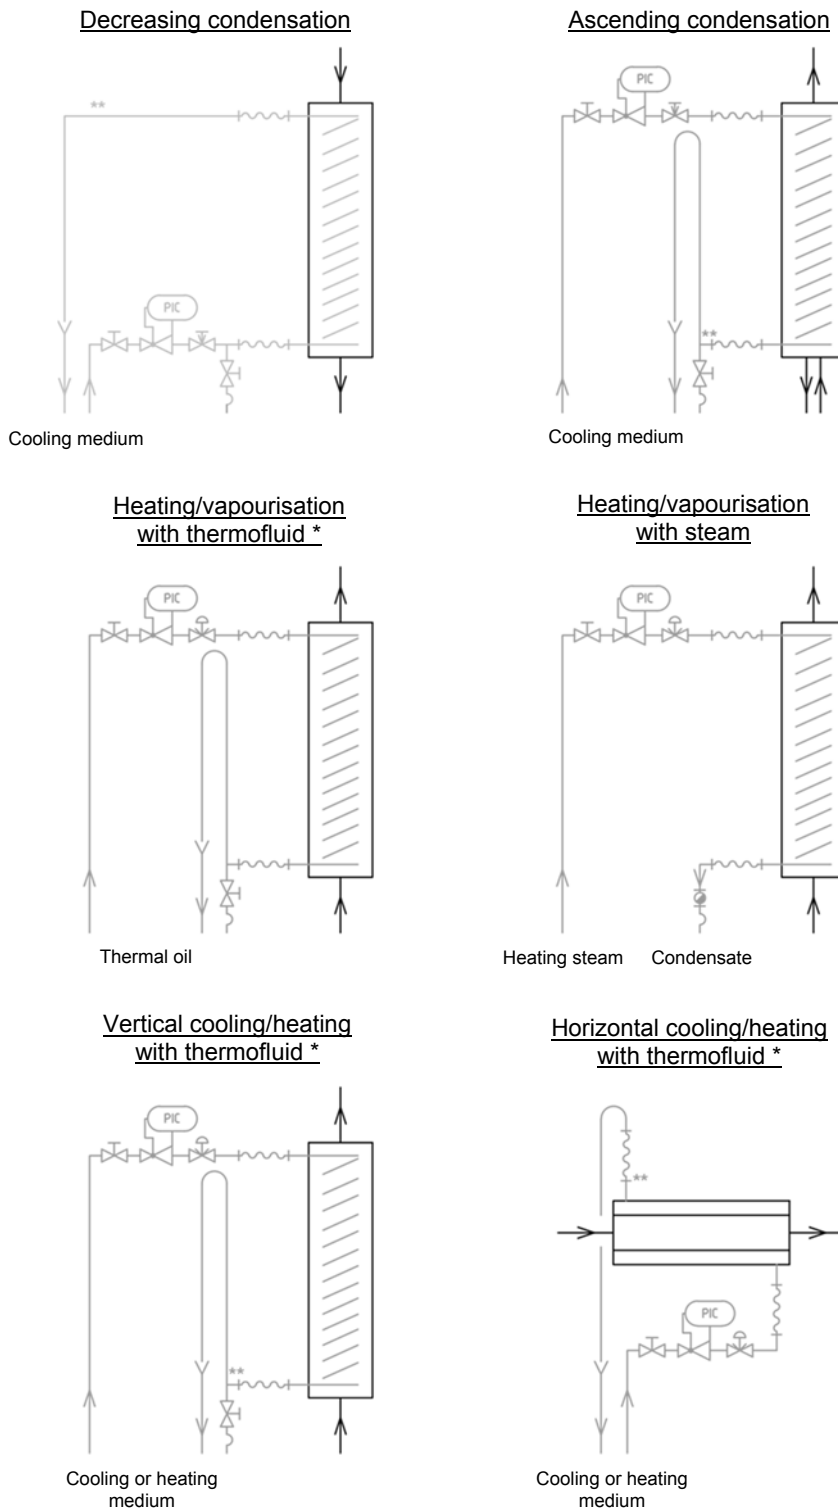 Decreasing condensation
**
PIC
Cooling medium
Ascending condensation
PIC
**
Cooling medium
Heating/vapourisation
with thermofluid *
PIC
Thermal oil
Heating/vapourisation
with steam
PIC
Heating steam
Condensate
Vertical cooling/heating
with thermofluid *
PIC
**
Cooling or heating
medium
Horizontal cooling/heating
with thermofluid *
**
PIC
Cooling or heating
medium